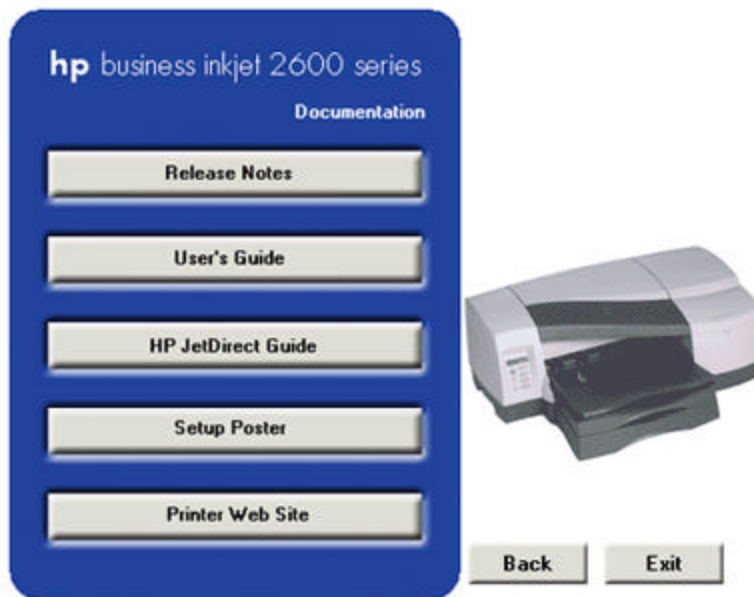 hp business inkjet 2600 series
Documentation
Release Notes
User's Guide
HP JetDirect Guide
Setup Poster
Printer Web Site
Back
Exit